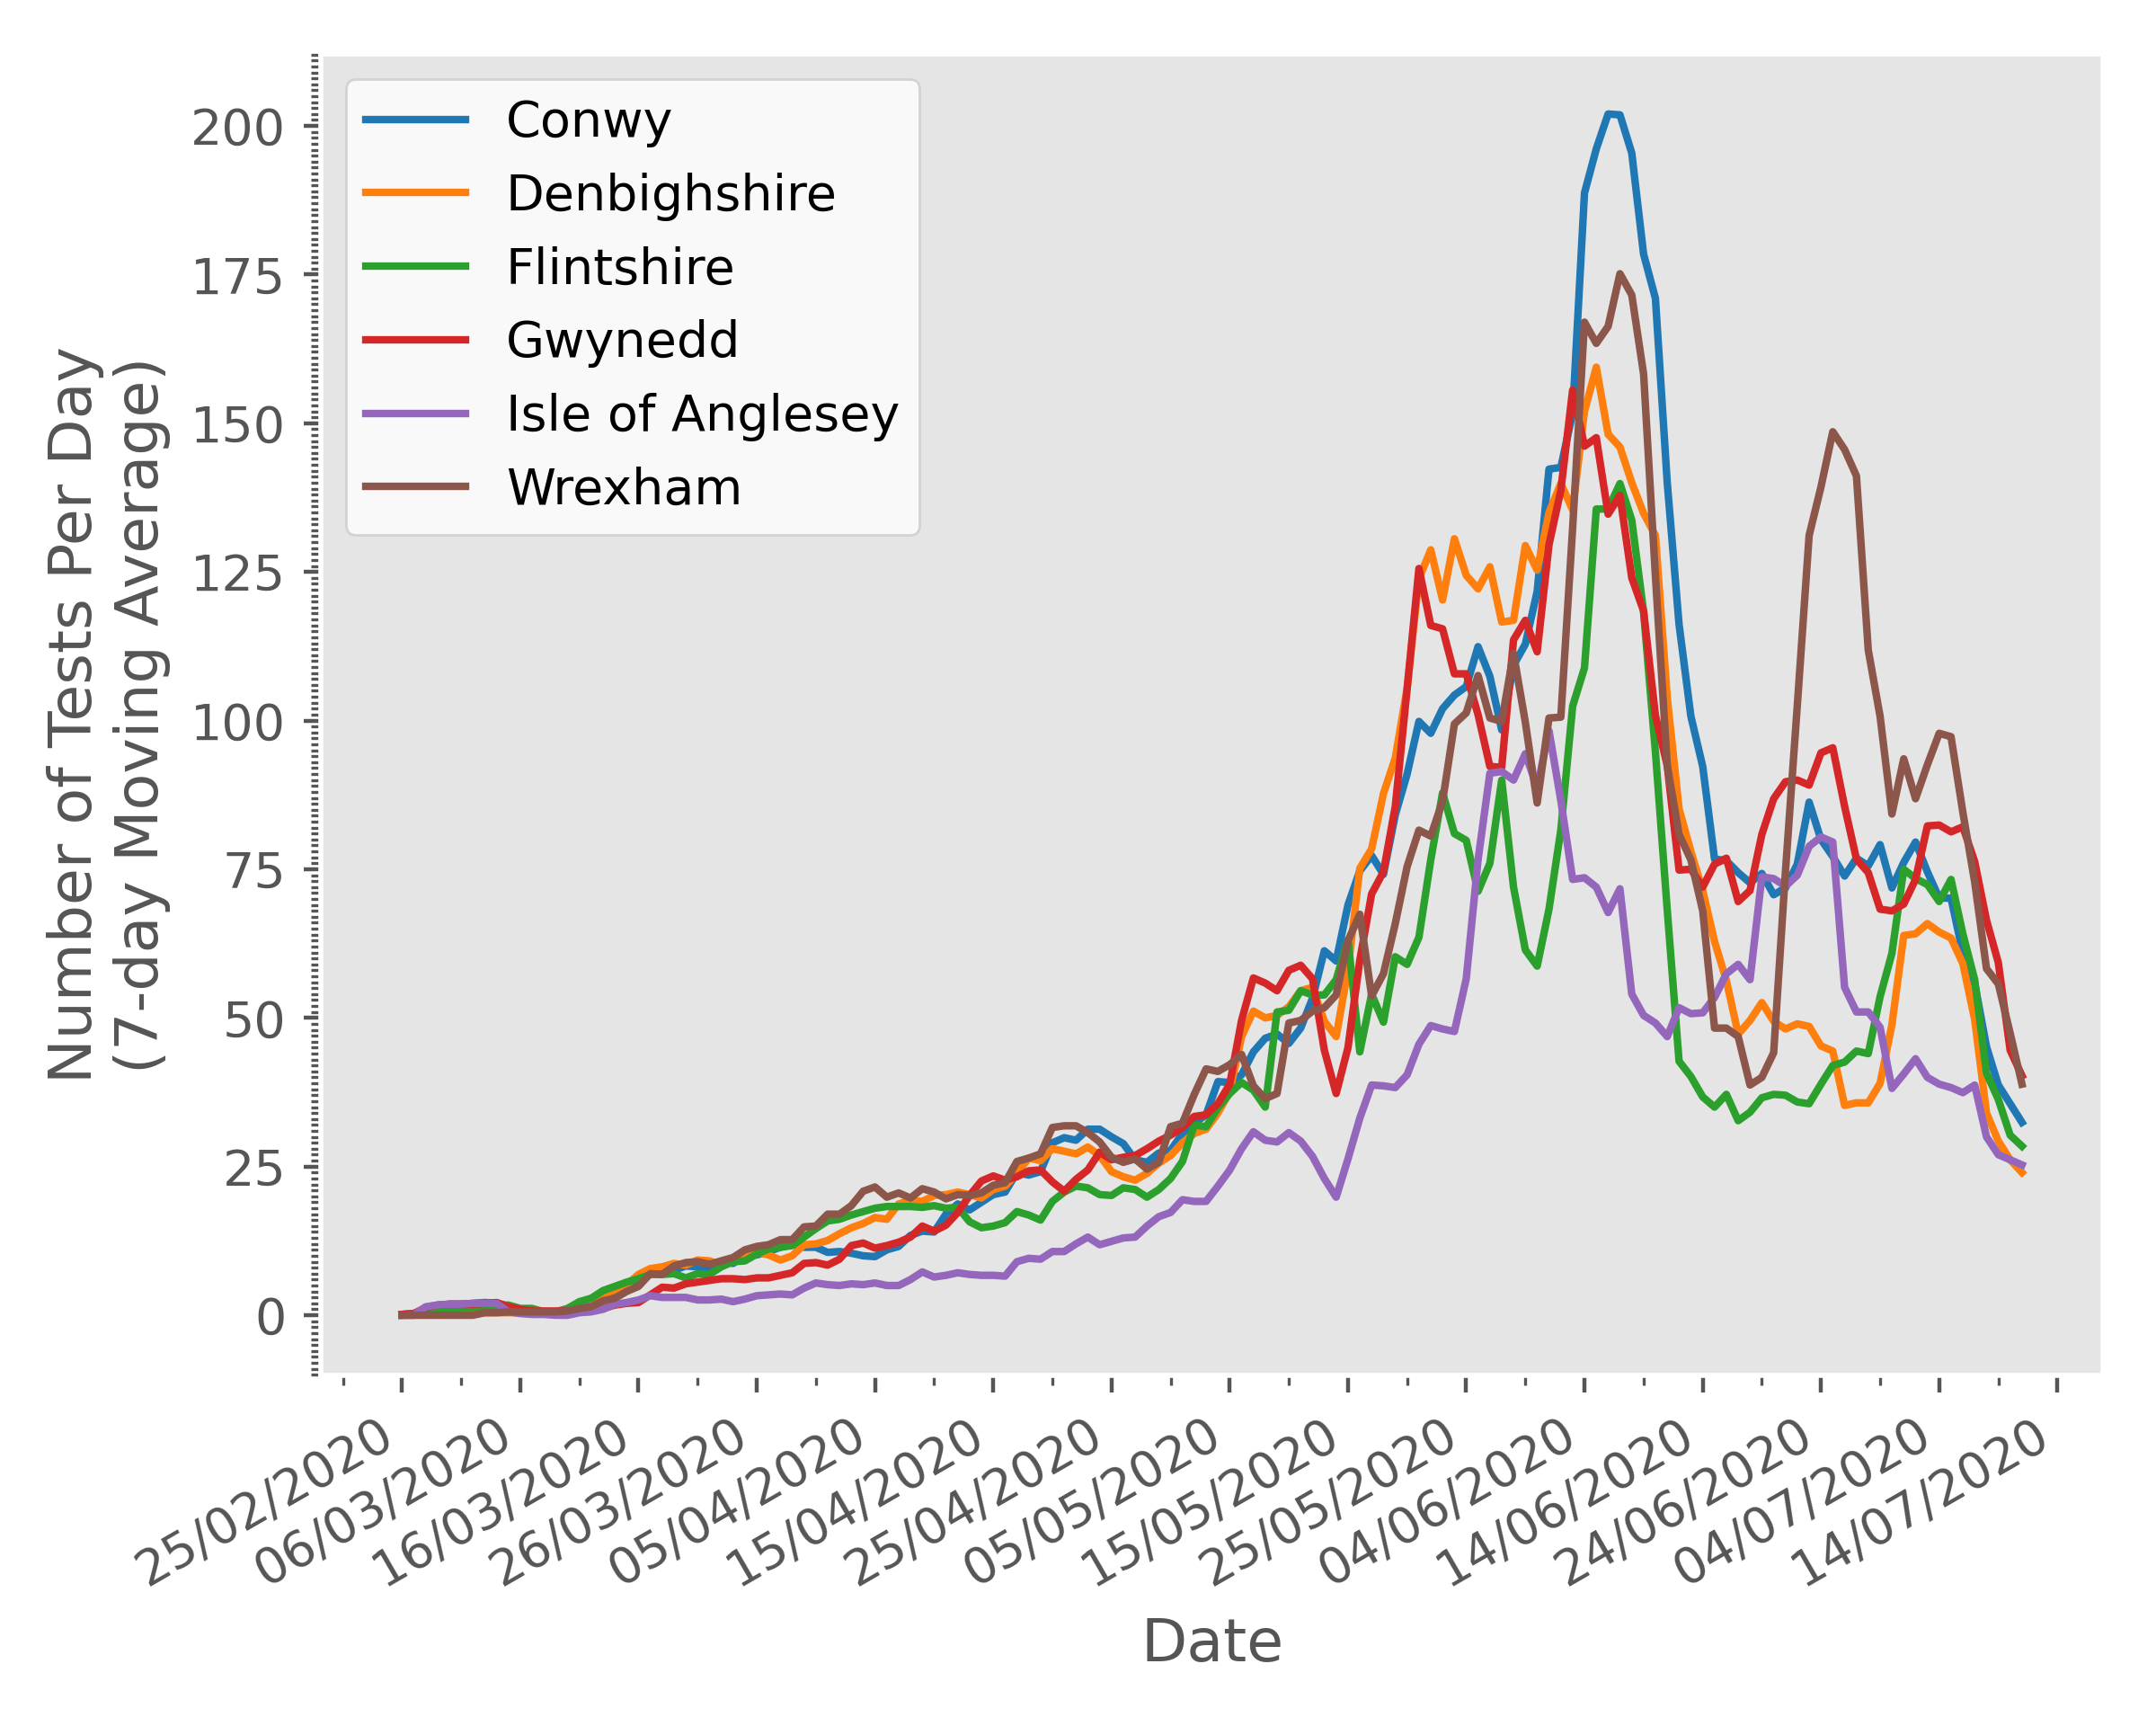 Number of Tests Per Day
(7-day Moving Average)
200
175
150
125
100
75
50
25
0
Conwy
Denbighshire
Flintshire
Gwynedd
Isle of Anglesey
Wrexham
25/02/2020
06/03/2020
16/03/2020
26/03/2020
05/04/2020
15/04/2020
25/04/2020
05/05/2020
15/05/2020
25/05/2020
04/06/2020
14/06/2020
24/06/2020
04/07/2020
14/07/2020
Date